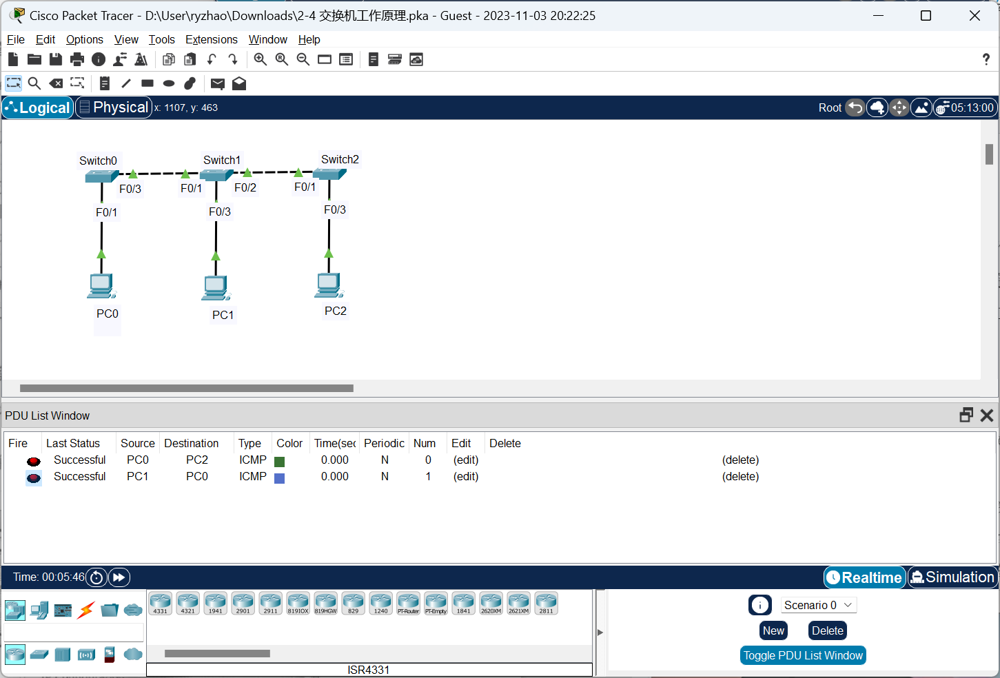 Cisco Packet Tracer - D:\User\ryzhao\Downloads\2-4 交换机工作原理.pka - Guest - 2023-11-03 20:22:25
File Edit Options View Tools Extensions Window Help
?
Logical Physical x: 1107, y: 463 Root 05:13:00
Switch0 Switch1 Switch2
F0/3 F0/1 F0/2 F0/1
F0/1 F0/3 F0/3
PC0 PC1 PC2
PDU List Window
Fire Last Status Source Destination Type Color Time(sec Periodic Num Edit Delete
Successful PC0 PC2 ICMP 0.000 N 0 (edit) (delete)
Successful PC1 PC0 ICMP 0.000 N 1 (edit) (delete)
Time: 00:05:46 Realtime Simulation
4331 4321 1941 2901 2911 819IOX 819HGW 829 1240 PT-Router PT-Empty 1841 2620XM 2621XM 2811
Scenario 0
New Delete
Toggle PDU List Window
ISR4331